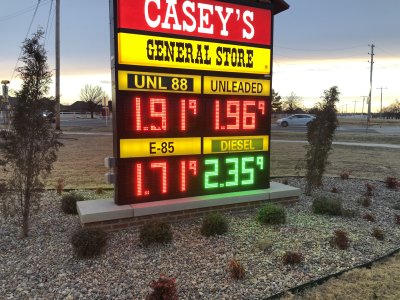 CASEY'S
GENERAL STORE
UNL 88 UNLEADED
1.91 9 1.96 9
E-85 DIESEL
1.71 9 2.35 9